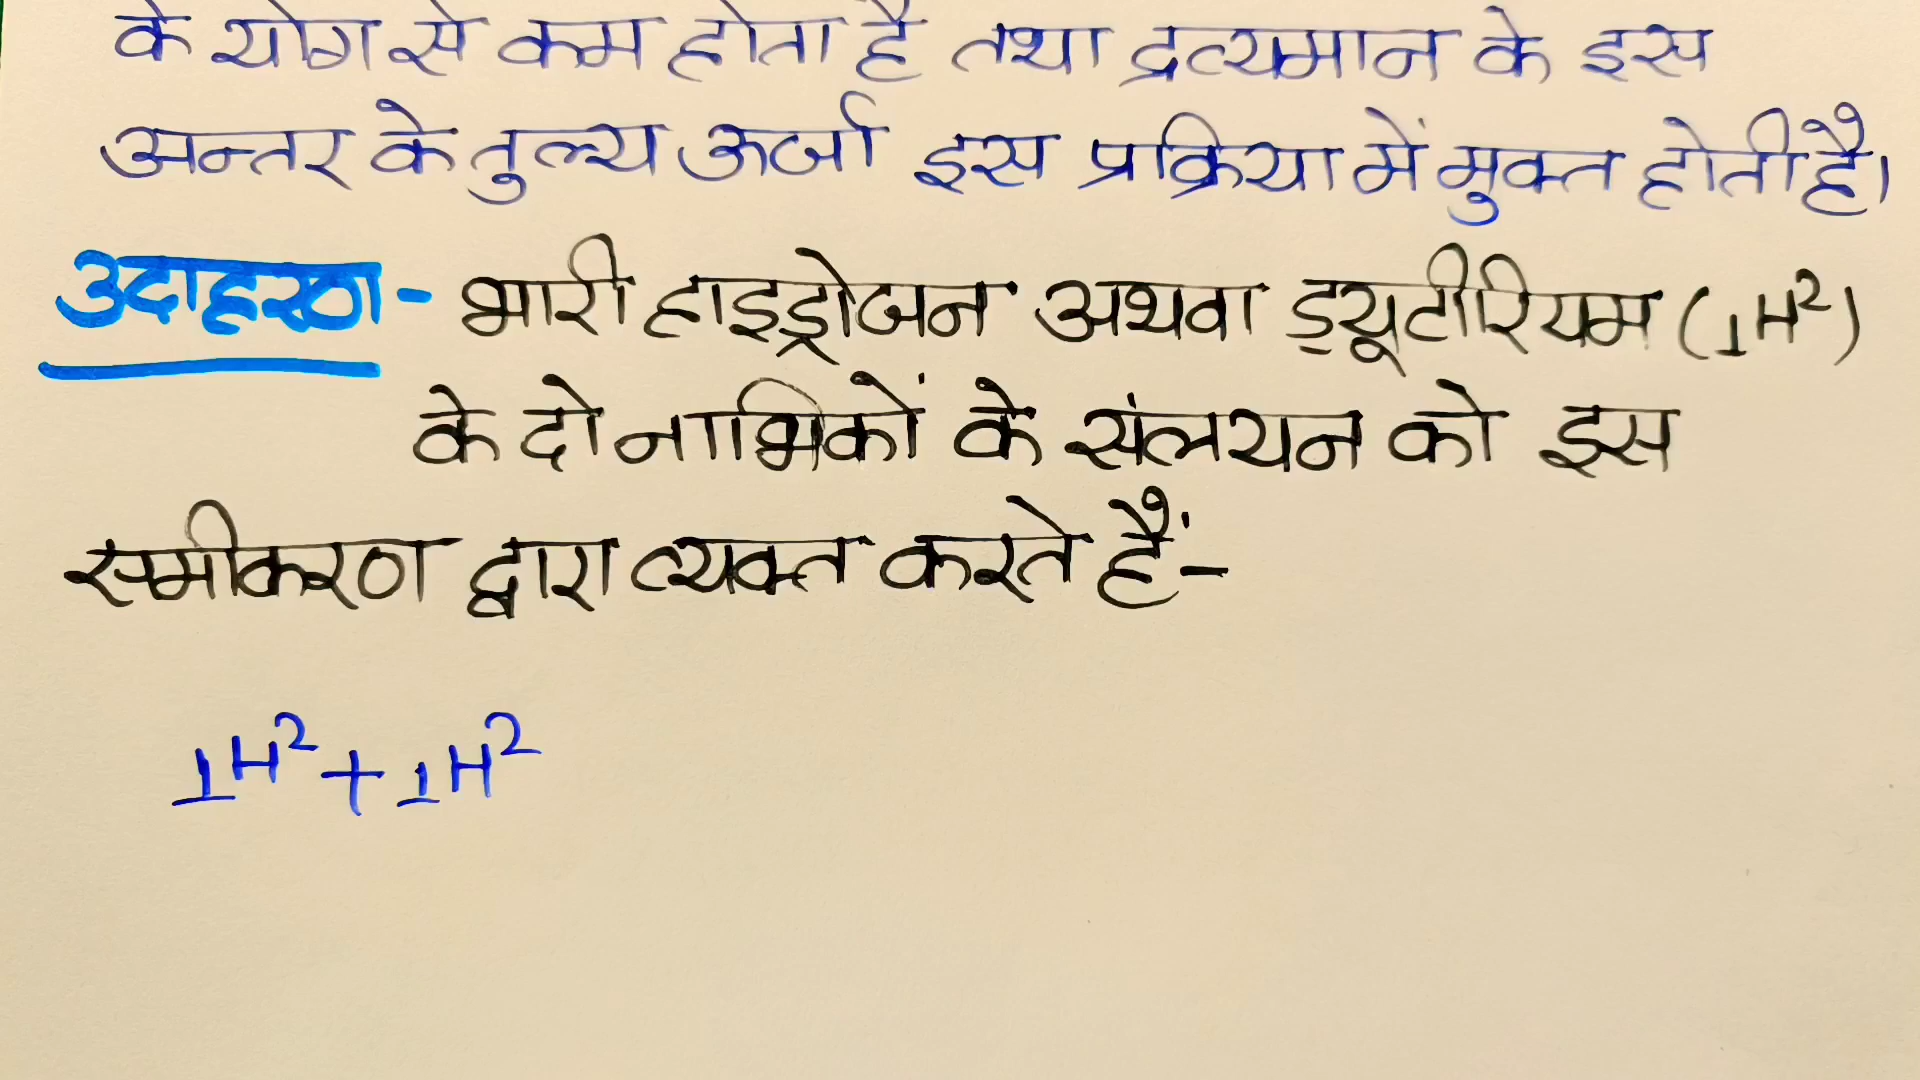 के योग से कम होता है तथा द्रव्यमान के इस
अन्तर के तुल्य ऊर्जा इस प्रक्रिया में मुक्त होती है।
उदाहरण- भारी हाइड्रोजन अथवा ड्यूटीरियम (₁H²)
के दो नाभिकों के संलयन को इस
समीकरण द्वारा व्यक्त करते हैं-
₁H² + ₁H²